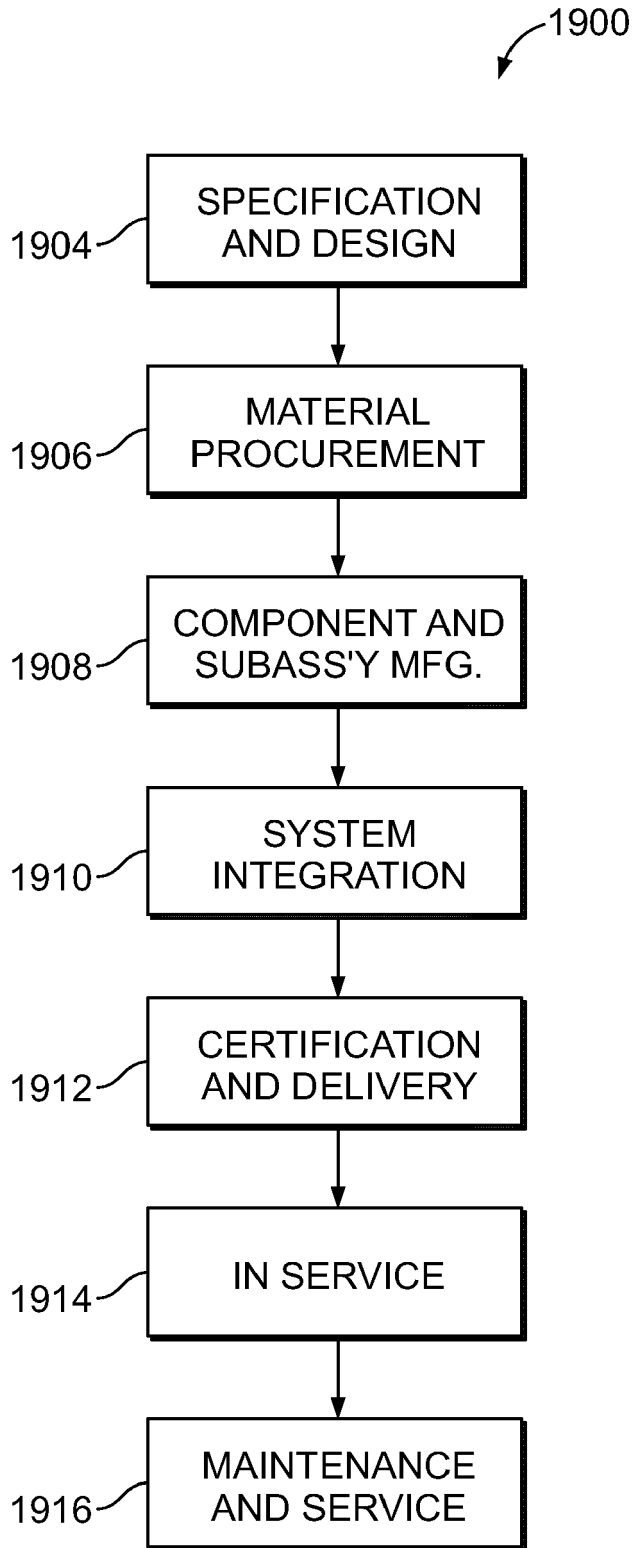 1900
SPECIFICATION
AND DESIGN
1904
MATERIAL
PROCUREMENT
1906
COMPONENT AND
SUBASS'Y MFG.
1908
SYSTEM
INTEGRATION
1910
CERTIFICATION
AND DELIVERY
1912
IN SERVICE
1914
MAINTENANCE
AND SERVICE
1916